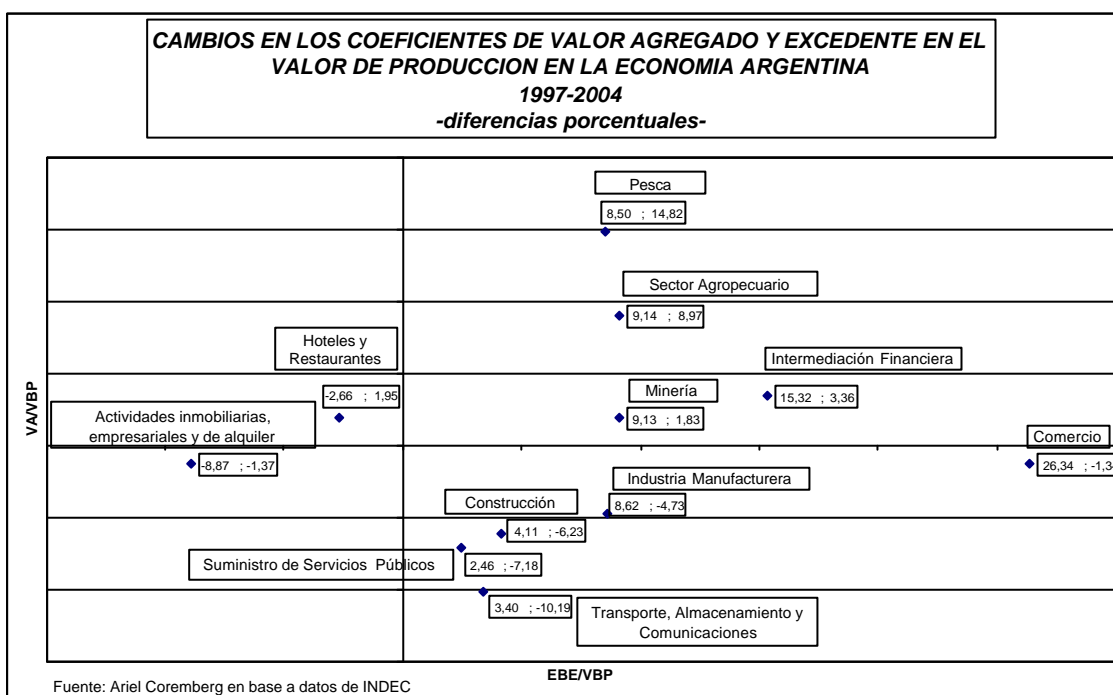 CAMBIOS EN LOS COEFICIENTES DE VALOR AGREGADO Y EXCEDENTE EN EL
VALOR DE PRODUCCION EN LA ECONOMIA ARGENTINA
1997-2004
-diferencias porcentuales-
Pesca
8,50 ; 14,82
Sector Agropecuario
9,14 ; 8,97
Hoteles y
Restaurantes
-2,66 ; 1,95
Intermediación Financiera
15,32 ; 3,36
Minería
9,13 ; 1,83
VA/VBP
Actividades inmobiliarias,
empresariales y de alquiler
-8,87 ; -1,37
Comercio
26,34 ; -1,34
Industria Manufacturera
8,62 ; -4,73
Construcción
4,11 ; -6,23
Suministro de Servicios Públicos
2,46 ; -7,18
3,40 ; -10,19
Transporte, Almacenamiento y
Comunicaciones
EBE/VBP
Fuente: Ariel Coremberg en base a datos de INDEC